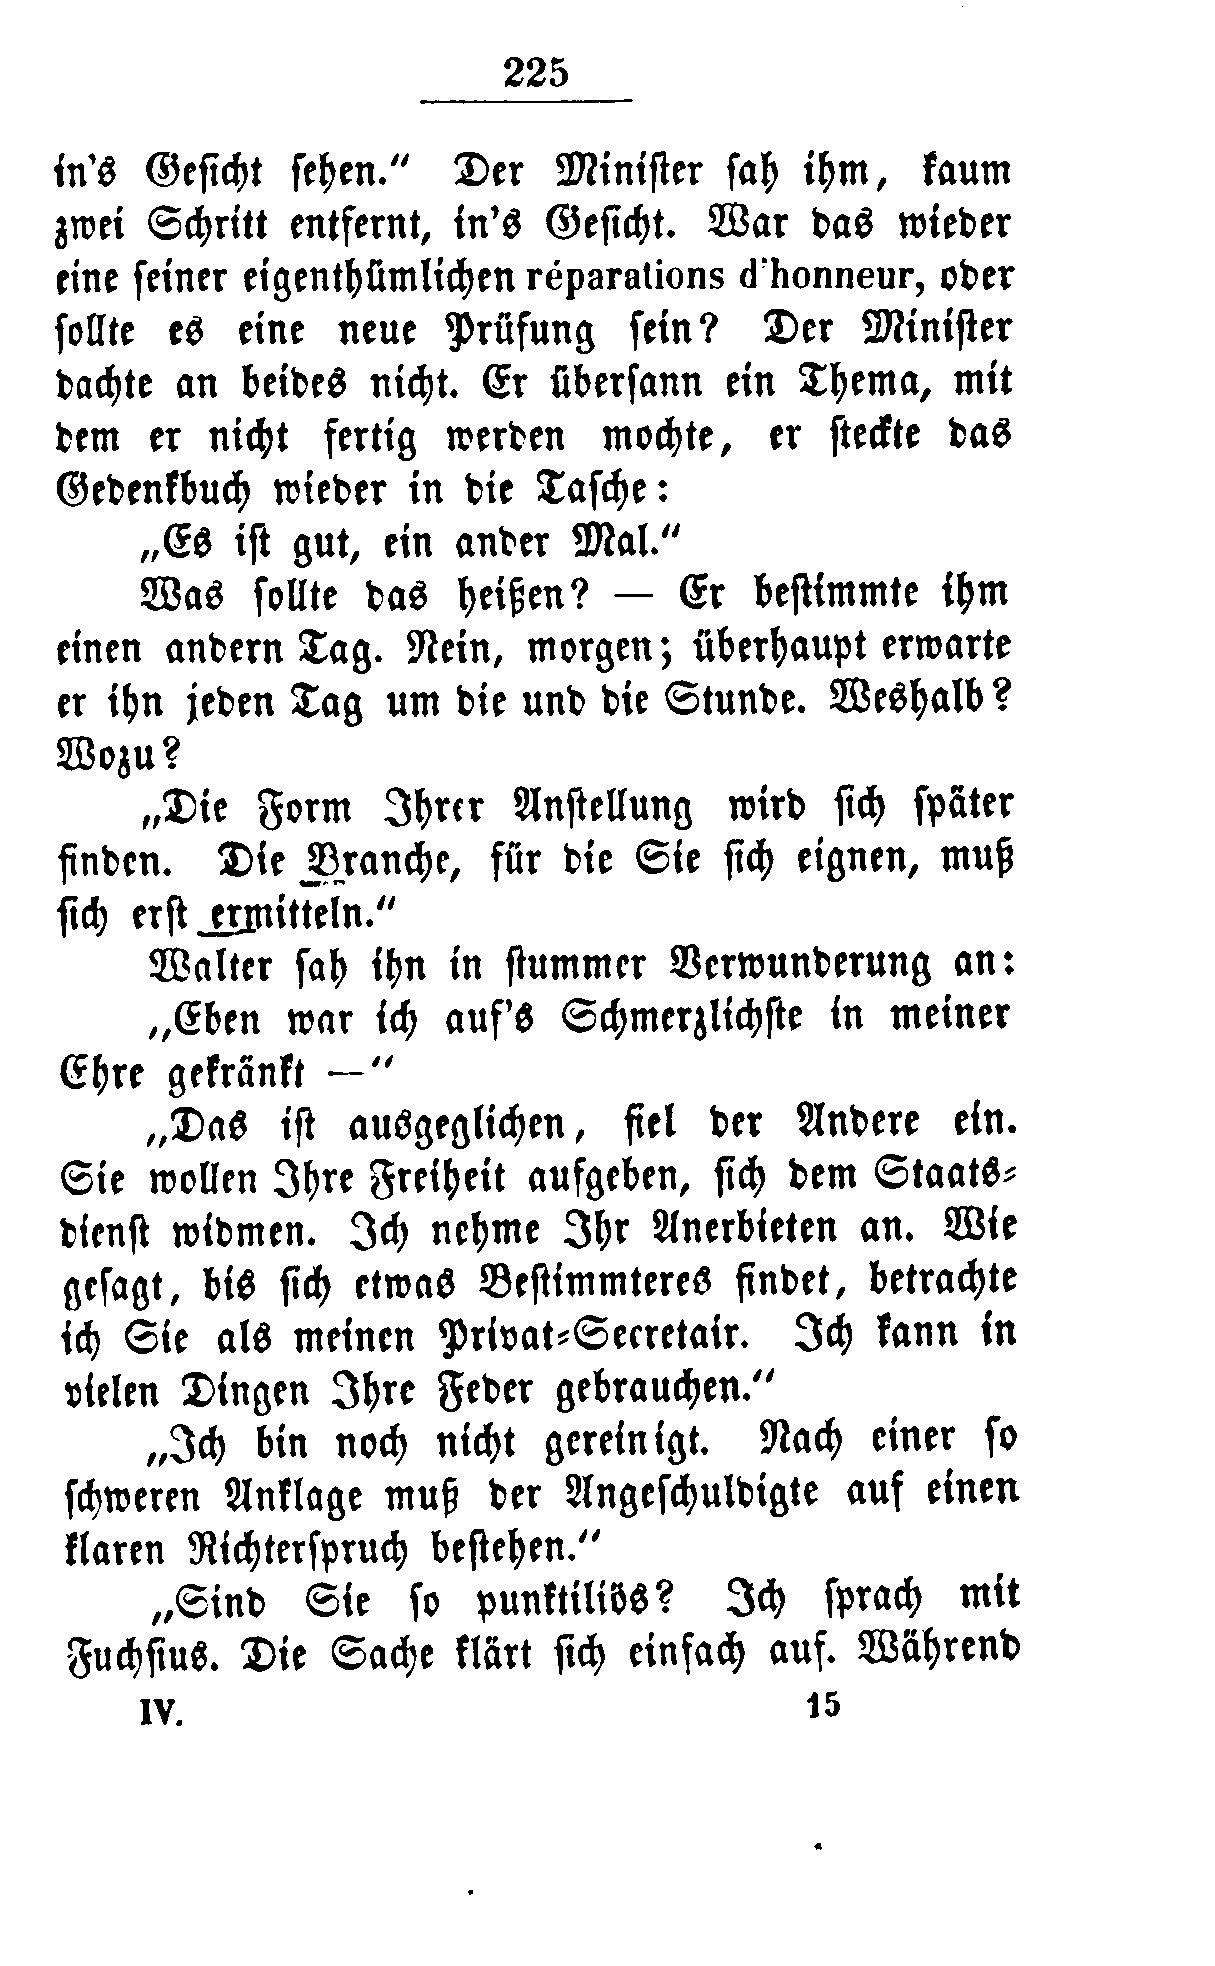 225
in's Gesicht sehen.“ Der Minister sah ihm, kaum
zwei Schritt entfernt, in's Gesicht. War das wieder
eine seiner eigenthümlichen réparations d'honneur, oder
sollte es eine neue Prüfung sein? Der Minister
dachte an beides nicht. Er übersann ein Thema, mit
dem er nicht fertig werden mochte, er steckte das
Gedenkbuch wieder in die Tasche:
„Es ist gut, ein ander Mal.“
Was sollte das heißen? — Er bestimmte ihm
einen andern Tag. Nein, morgen; überhaupt erwarte
er ihn jeden Tag um die und die Stunde. Weshalb?
Wozu?
„Die Form Ihrer Anstellung wird sich später
finden. Die Branche, für die Sie sich eignen, muß
sich erst ermitteln.“
Walter sah ihn in stummer Verwunderung an:
„Eben war ich auf's Schmerzlichste in meiner
Ehre gekränkt —“
„Das ist ausgeglichen, fiel der Andere ein.
Sie wollen Ihre Freiheit aufgeben, sich dem Staats-
dienst widmen. Ich nehme Ihr Anerbieten an. Wie
gesagt, bis sich etwas Bestimmteres findet, betrachte
ich Sie als meinen Privat-Secretair. Ich kann in
vielen Dingen Ihre Feder gebrauchen.“
„Ich bin noch nicht gereinigt. Nach einer so
schweren Anklage muß der Angeschuldigte auf einen
klaren Richterspruch bestehen.“
„Sind Sie so punktiliös? Ich sprach mit
Fuchsius. Die Sache klärt sich einfach auf. Während
IV. 15